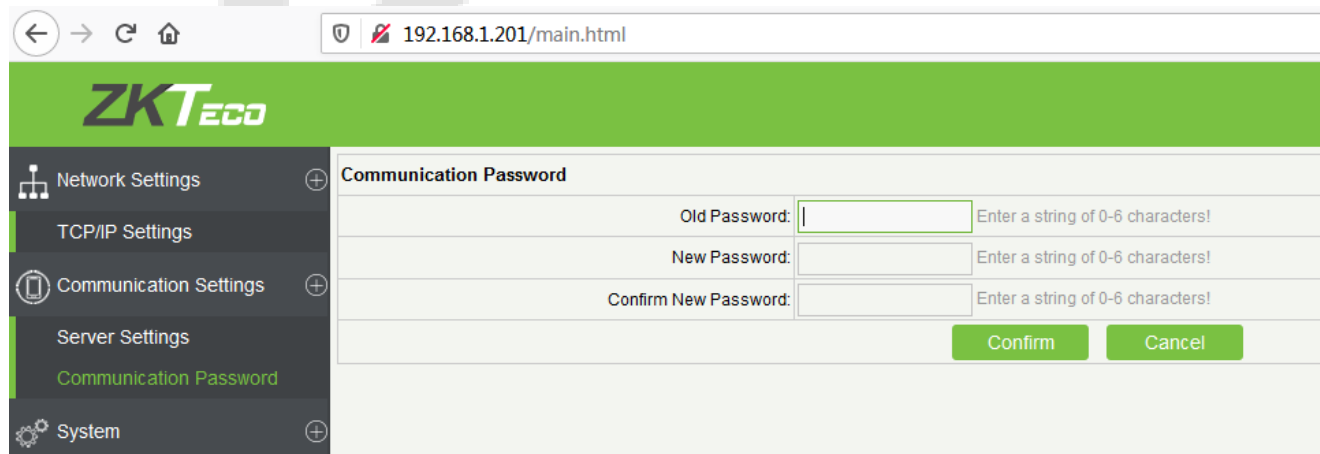 192.168.1.201/main.html
ZKTeco
Network Settings
TCP/IP Settings
Communication Settings
Server Settings
Communication Password
System
Communication Password
Old Password: Enter a string of 0-6 characters!
New Password: Enter a string of 0-6 characters!
Confirm New Password: Enter a string of 0-6 characters!
Confirm Cancel